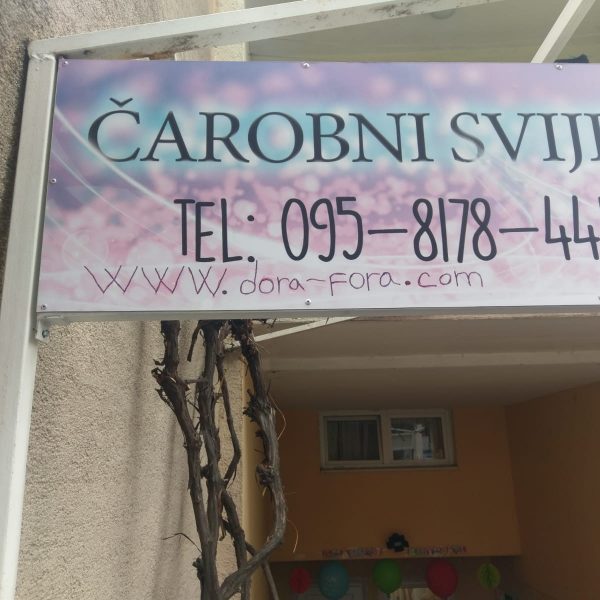 ČAROBNI SVIJ
TEL: 095-8178-44
www.dora-fora.com